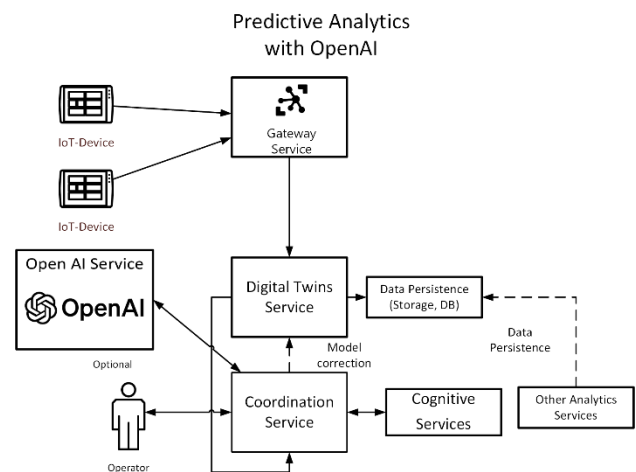 Predictive Analytics
with OpenAI
IoT-Device
Gateway
Service
IoT-Device
Open AI Service
OpenAI
Digital Twins
Service
Data Persistence
(Storage, DB)
Data
Persistence
Model
correction
Optional
Coordination
Service
Cognitive
Services
Other Analytics
Services
Operator